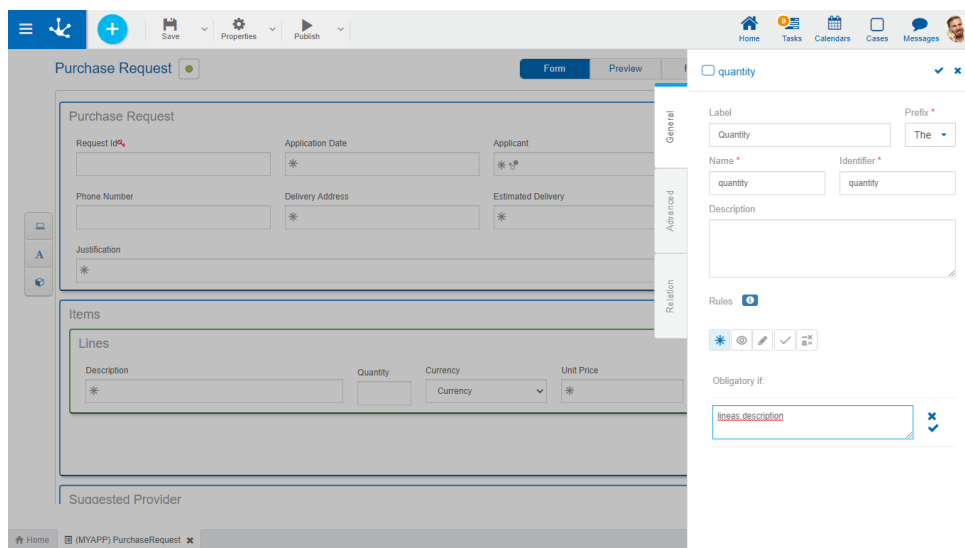 Save
Properties
Publish
Home
9
Tasks
Calendars
Cases
Messages
Purchase Request
Form
Preview
quantity
Purchase Request
Request Id
Application Date
Applicant
Phone Number
Delivery Address
Estimated Delivery
Justification
Items
Lines
Description
Quantity
Currency
Unit Price
Currency
Suggested Provider
General
Advanced
Relation
Label
Prefix *
Quantity
The
Name *
Identifier *
quantity
quantity
Description
Rules
Obligatory if:
lineas.description
Home
(MYAPP) PurchaseRequest